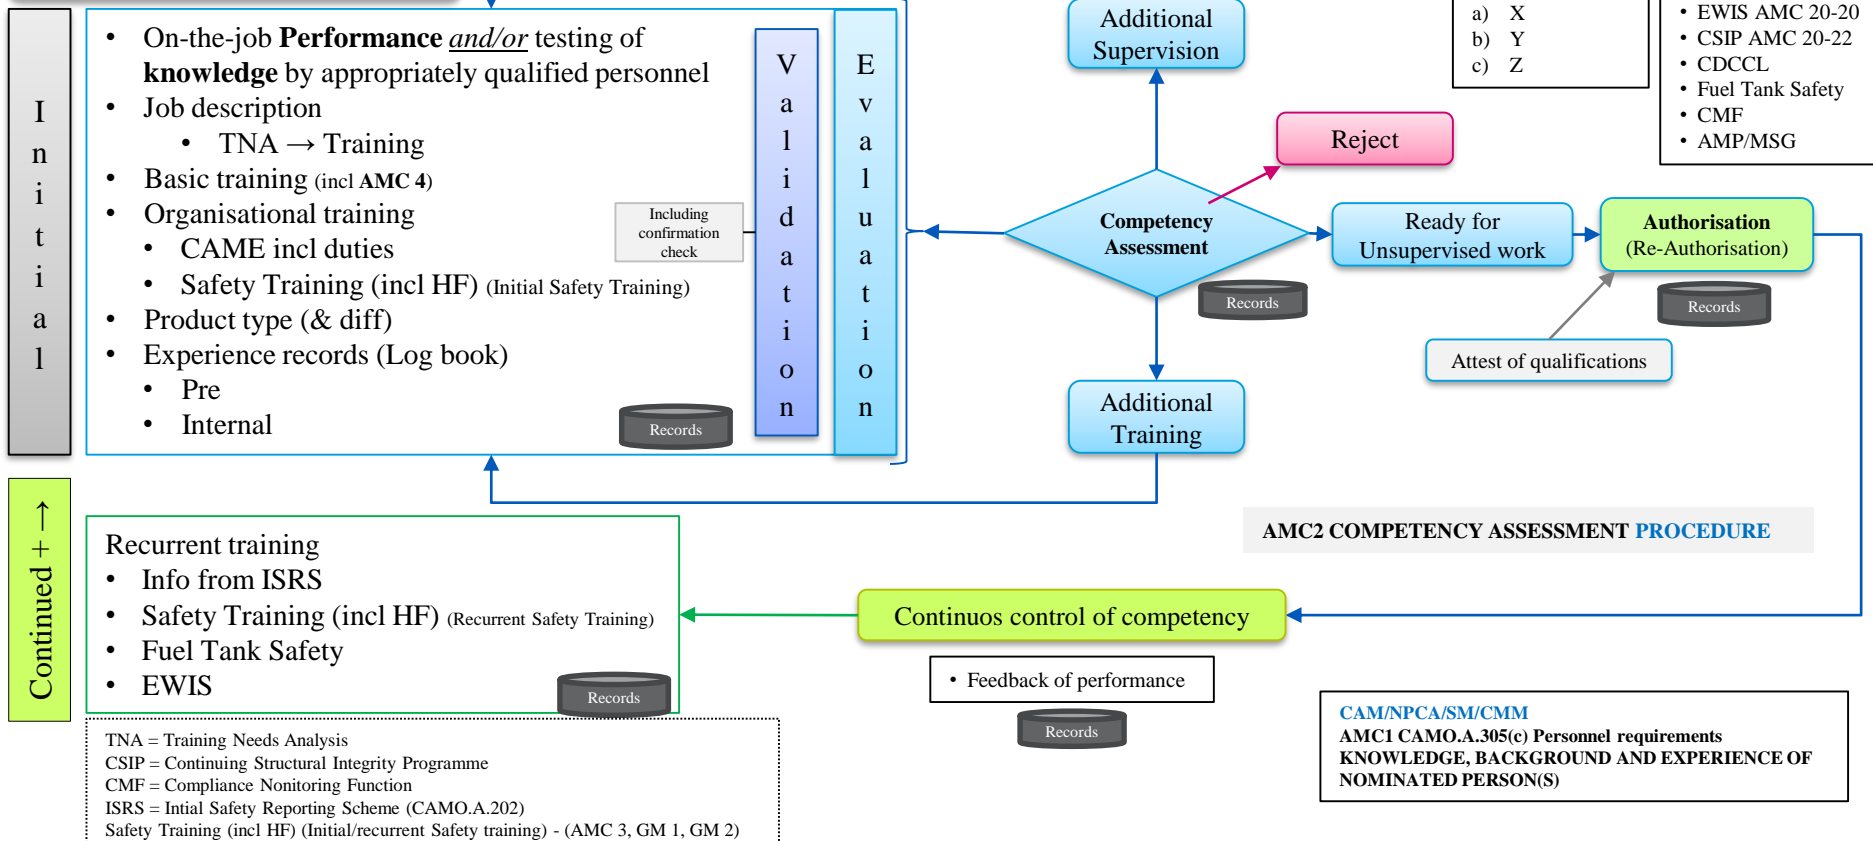 Initial
• On-the-job Performance and/or testing of
knowledge by appropriately qualified personnel
• Job description
• TNA → Training
• Basic training (incl AMC 4)
• Organisational training
• CAME incl duties
• Safety Training (incl HF) (Initial Safety Training)
• Product type (& diff)
• Experience records (Log book)
• Pre
• Internal
Records
Including
confirmation
check
Validation
Evaluation
Additional
Supervision
a) X
b) Y
c) Z
• EWIS AMC 20-20
• CSIP AMC 20-22
• CDCCL
• Fuel Tank Safety
• CMF
• AMP/MSG
Reject
Competency
Assessment
Records
Ready for
Unsupervised work
Authorisation
(Re-Authorisation)
Records
Attest of qualifications
Additional
Training
AMC2 COMPETENCY ASSESSMENT PROCEDURE
Continued + →
Recurrent training
• Info from ISRS
• Safety Training (incl HF) (Recurrent Safety Training)
• Fuel Tank Safety
• EWIS
Records
Continuos control of competency
• Feedback of performance
Records
CAM/NPCA/SM/CMM
AMC1 CAMO.A.305(c) Personnel requirements
KNOWLEDGE, BACKGROUND AND EXPERIENCE OF
NOMINATED PERSON(S)
TNA = Training Needs Analysis
CSIP = Continuing Structural Integrity Programme
CMF = Compliance Nonitoring Function
ISRS = Intial Safety Reporting Scheme (CAMO.A.202)
Safety Training (incl HF) (Initial/recurrent Safety training) - (AMC 3, GM 1, GM 2)